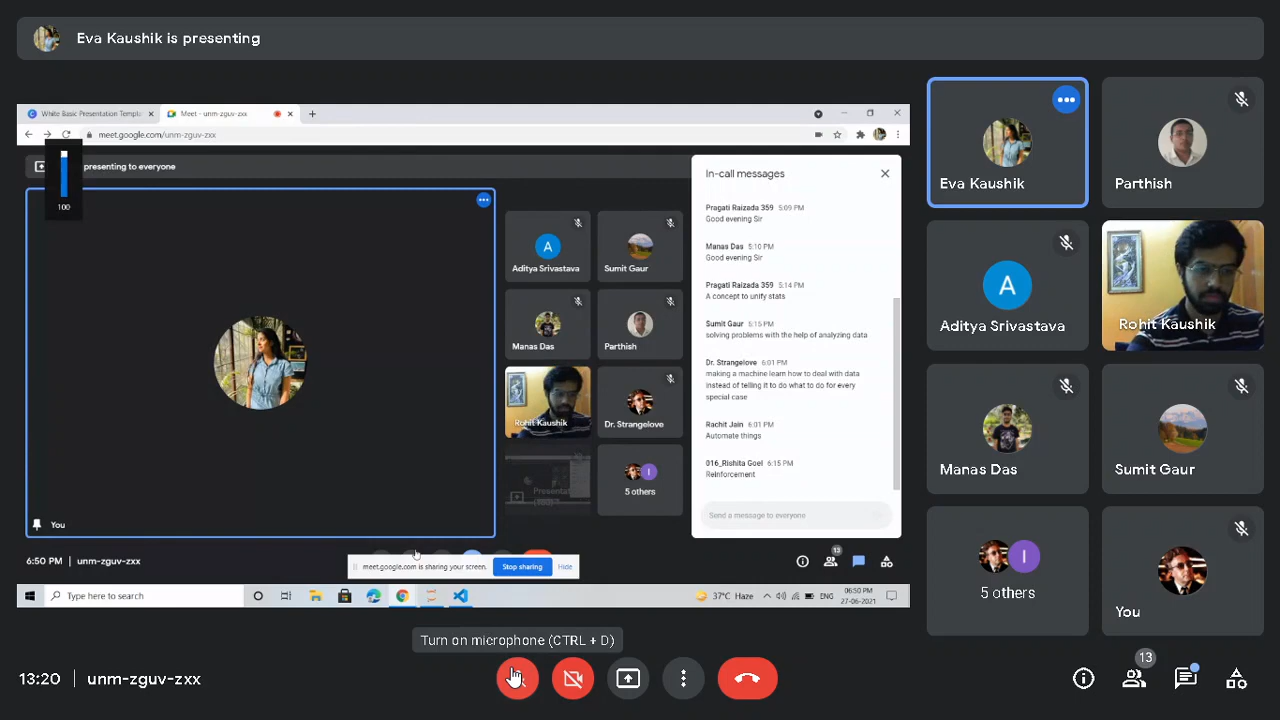 Eva Kaushik is presenting
White Basic Presentation Templa
Meet - unm-zguv-zxx
meet.google.com/unm-zguv-zxx
presenting to everyone
100
You
Aditya Srivastava
Sumit Gaur
Manas Das
Parthish
Rohit Kaushik
Dr. Strangelove
I
5 others
In-call messages
Pragati Raizada 359 5:09 PM
Good evening Sir
Manas Das 5:10 PM
Good evening Sir
Pragati Raizada 359 5:14 PM
A concept to unify stats
Sumit Gaur 5:15 PM
solving problems with the help of analyzing data
Dr. Strangelove 6:01 PM
making a machine learn how to deal with data
instead of telling it to do what to do for every
special case
Rachit Jain 6:01 PM
Automate things
016_Rishita Goel 6:15 PM
Reinforcement
Send a message to everyone
6:50 PM unm-zguv-zxx
meet.google.com is sharing your screen.
Stop sharing
Hide
13
Type here to search
37°C Haze
ENG
06:50 PM
27-06-2021
Eva Kaushik
Parthish
A
Aditya Srivastava
Rohit Kaushik
Manas Das
Sumit Gaur
I
5 others
You
Turn on microphone (CTRL + D)
13:20 | unm-zguv-zxx
13